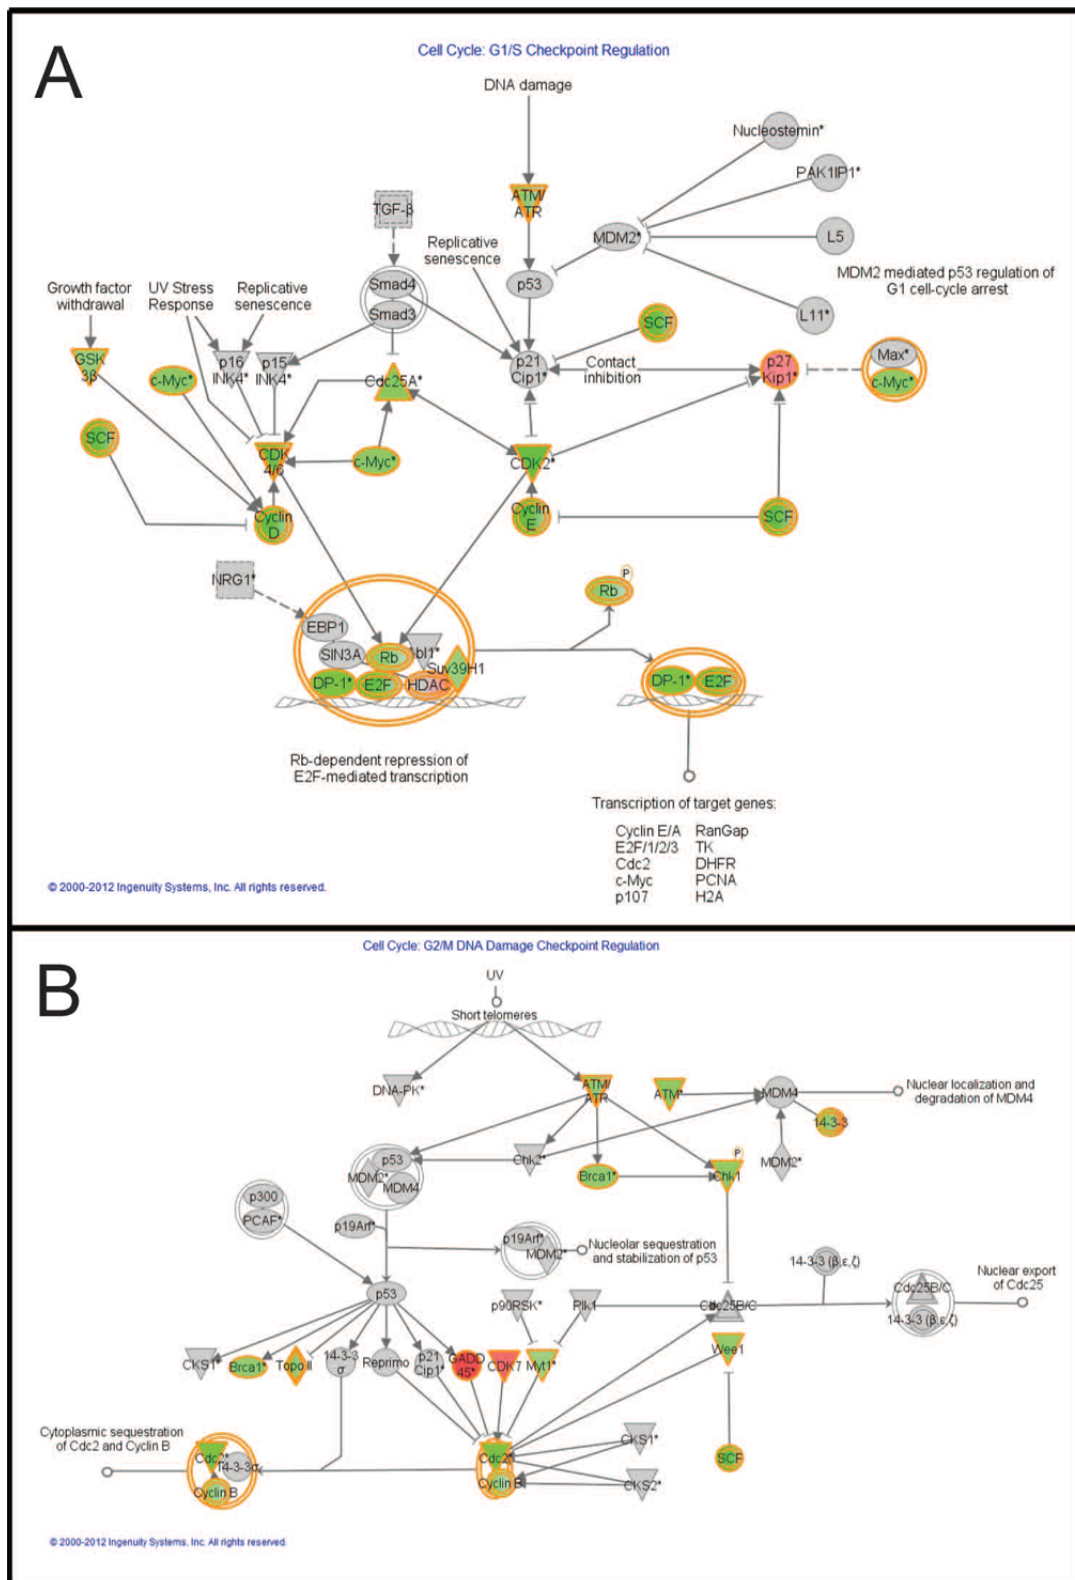 A
Cell Cycle: G1/S Checkpoint Regulation
DNA damage
Nucleostemin*
PAK1IP1*
ATM/
ATR
TGF-β
MDM2*
L5
Replicative
senescence
MDM2 mediated p53 regulation of
G1 cell-cycle arrest
Growth factor
withdrawal
UV Stress
Response
Replicative
senescence
Smad4
Smad3
p53
L11*
SCF
GSK
3β
c-Myc*
p16
INK4*
p15
INK4*
Cdc25A*
p21
Cip1*
Contact
inhibition
p27
Kip1*
Max*
c-Myc*
SCF
CDK
4/6
c-Myc*
CDK2*
Cyclin
D
Cyclin
E
SCF
NRG1*
P
Rb
EBP1
SIN3A
Rb
Abl1*
Suv39H1
DP-1*
E2F
HDAC
DP-1*
E2F
Rb-dependent repression of
E2F-mediated transcription
Transcription of target genes:
Cyclin E/A RanGap
E2F/1/2/3 TK
Cdc2 DHFR
c-Myc PCNA
p107 H2A
© 2000-2012 Ingenuity Systems, Inc. All rights reserved.
B
Cell Cycle: G2/M DNA Damage Checkpoint Regulation
UV
Short telomeres
DNA-PK*
ATM/
ATR
ATM*
MDM4
Nuclear localization and
degradation of MDM4
14-3-3
p53
MDM2*
MDM4
Chk2*
Brca1*
P
Chk1
MDM2*
p300
PCAF*
p19Arf*
p19Arf*
MDM2*
Nucleolar sequestration
and stabilization of p53
14-3-3 (β,ε,ζ)
Nuclear export
of Cdc25
p53
p90RSK*
Plk1
Cdc25B/C
Cdc25B/C
14-3-3 (β,ε,ζ)
CKS1*
Brca1*
Topo II
14-3-3
σ
Reprimo
p21
Cip1*
GADD
45*
CDK7
Myt1*
Wee1
Cytoplasmic sequestration
of Cdc2 and Cyclin B
Cdc2*
14-3-3σ
Cyclin B
Cdc2*
Cyclin B
CKS1*
CKS2*
SCF
© 2000-2012 Ingenuity Systems, Inc. All rights reserved.